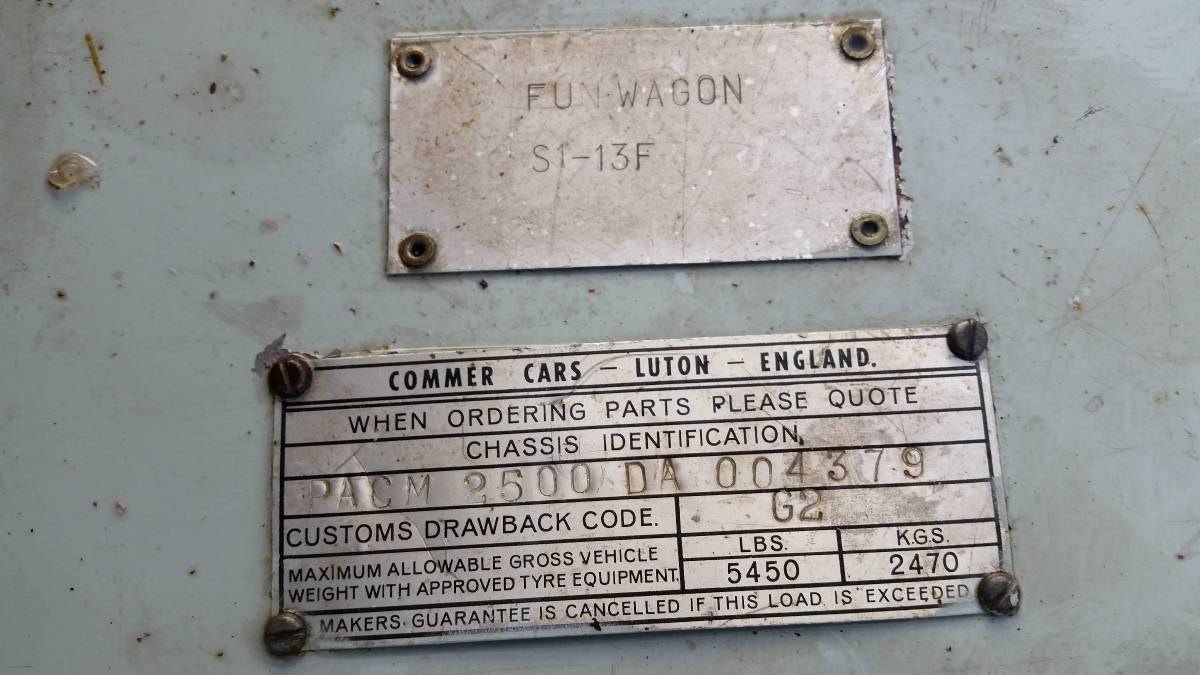 FUN-WAGON
S1-13F
COMMER CARS – LUTON – ENGLAND.
WHEN ORDERING PARTS PLEASE QUOTE
CHASSIS IDENTIFICATION,
PACM 2500 DA 004379
CUSTOMS DRAWBACK CODE. G2
MAXIMUM ALLOWABLE GROSS VEHICLE
WEIGHT WITH APPROVED TYRE EQUIPMENT.
LBS. K.G.S.
5450 2470
MAKERS GUARANTEE IS CANCELLED IF THIS LOAD IS EXCEEDED